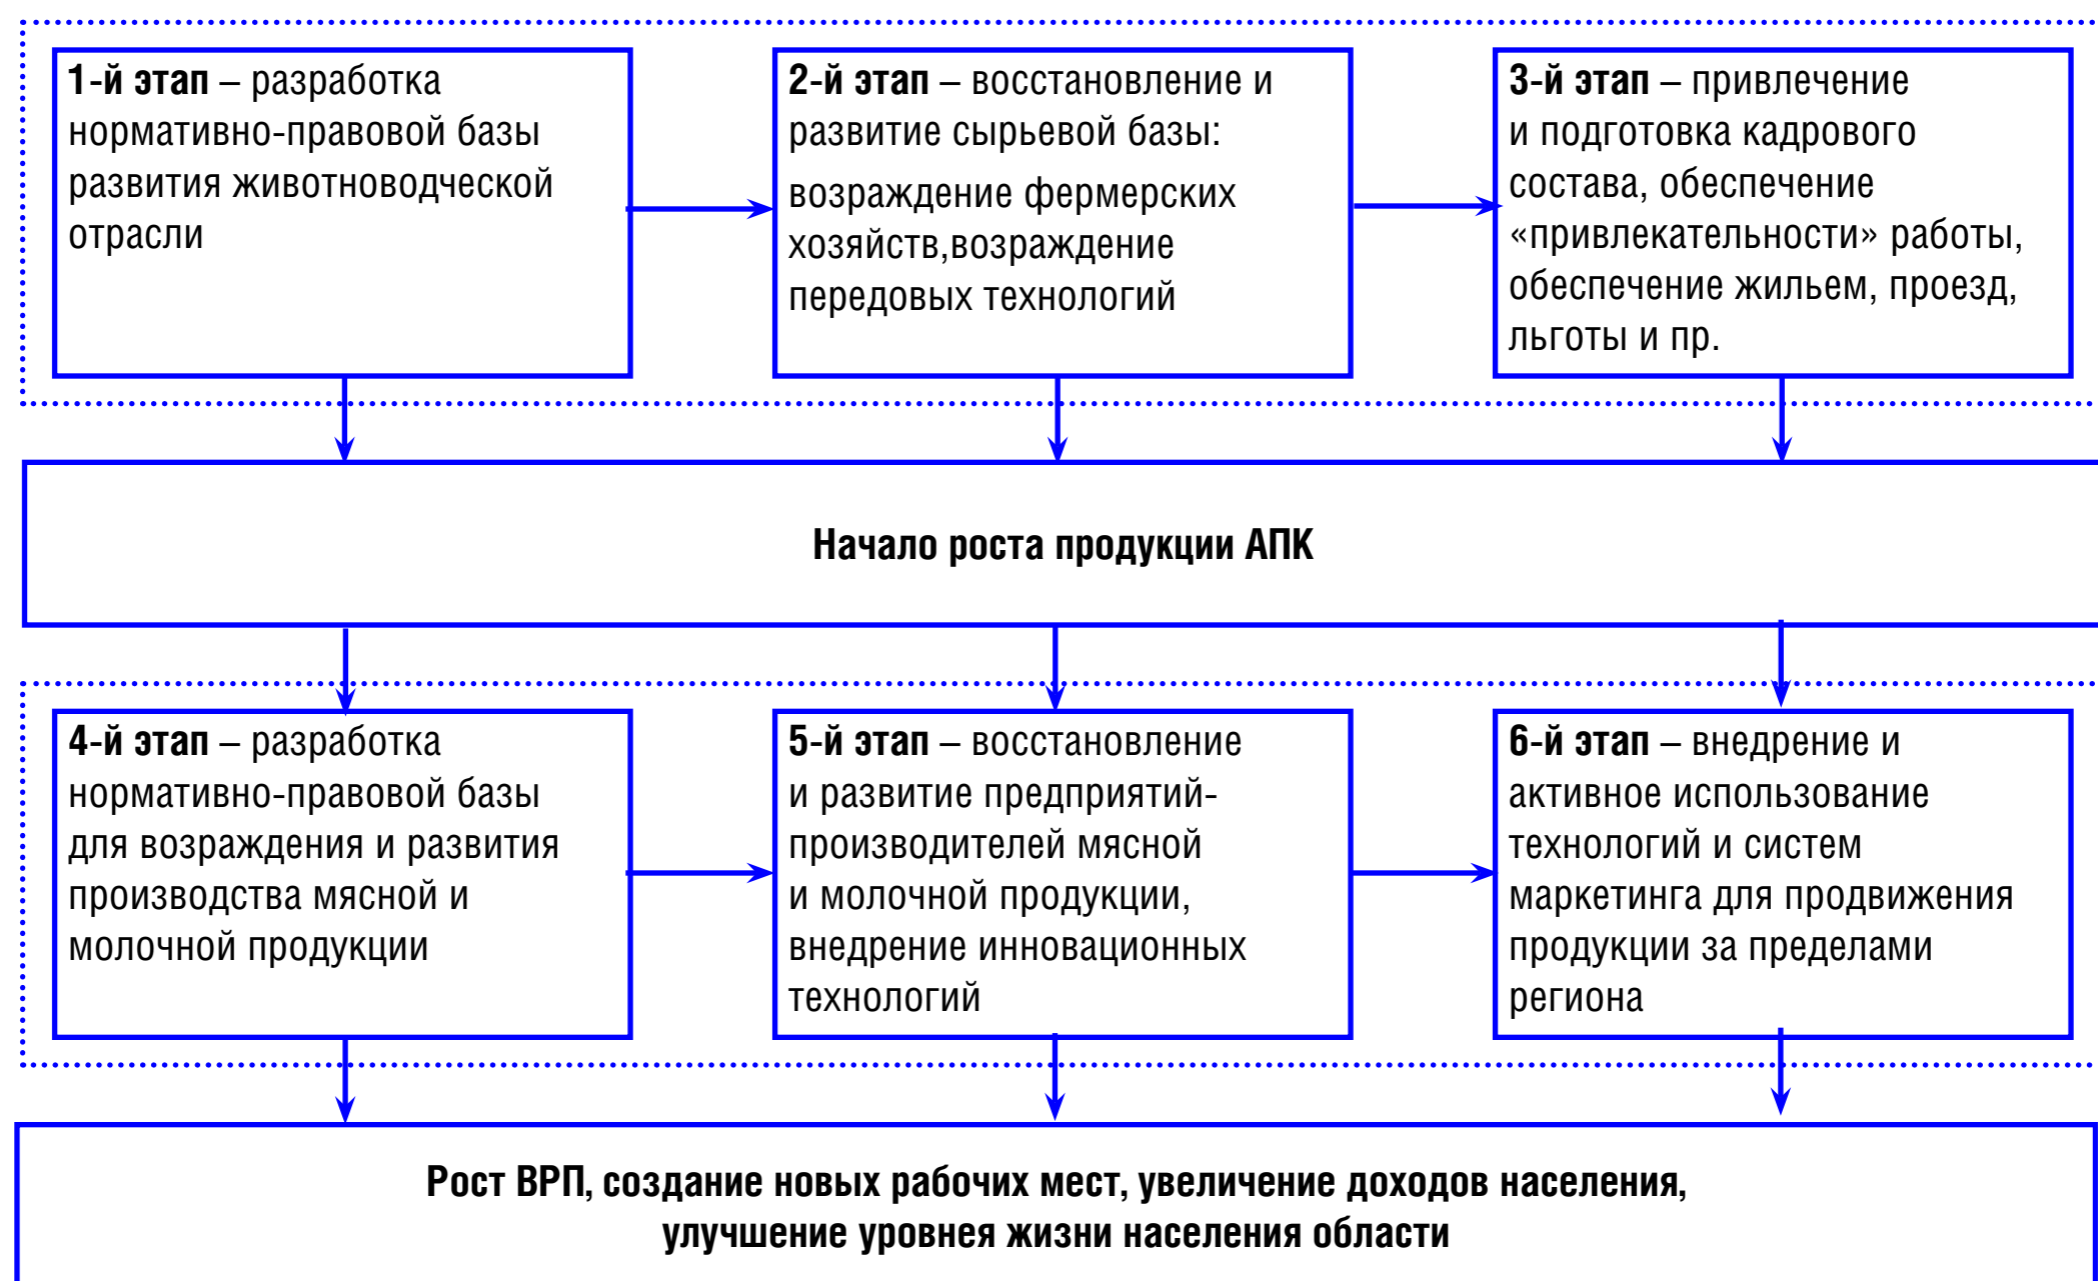 1-й этап – разработка
нормативно-правовой базы
развития животноводческой
отрасли
2-й этап – восстановление и
развитие сырьевой базы:
возраждение фермерских
хозяйств,возраждение
передовых технологий
3-й этап – привлечение
и подготовка кадрового
состава, обеспечение
«привлекательности» работы,
обеспечение жильем, проезд,
льготы и пр.
Начало роста продукции АПК
4-й этап – разработка
нормативно-правовой базы
для возраждения и развития
производства мясной и
молочной продукции
5-й этап – восстановление
и развитие предприятий-
производителей мясной
и молочной продукции,
внедрение инновационных
технологий
6-й этап – внедрение и
активное использование
технологий и систем
маркетинга для продвижения
продукции за пределами
региона
Рост ВРП, создание новых рабочих мест, увеличение доходов населения,
улучшение уровнея жизни населения области